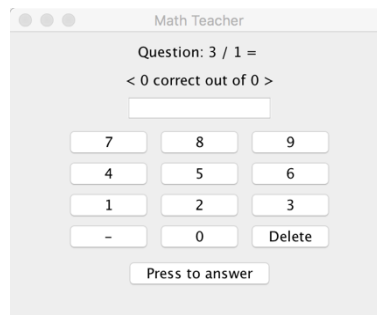 Math Teacher
Question: 3 / 1 =
< 0 correct out of 0 >
7 8 9
4 5 6
1 2 3
- 0 Delete
Press to answer